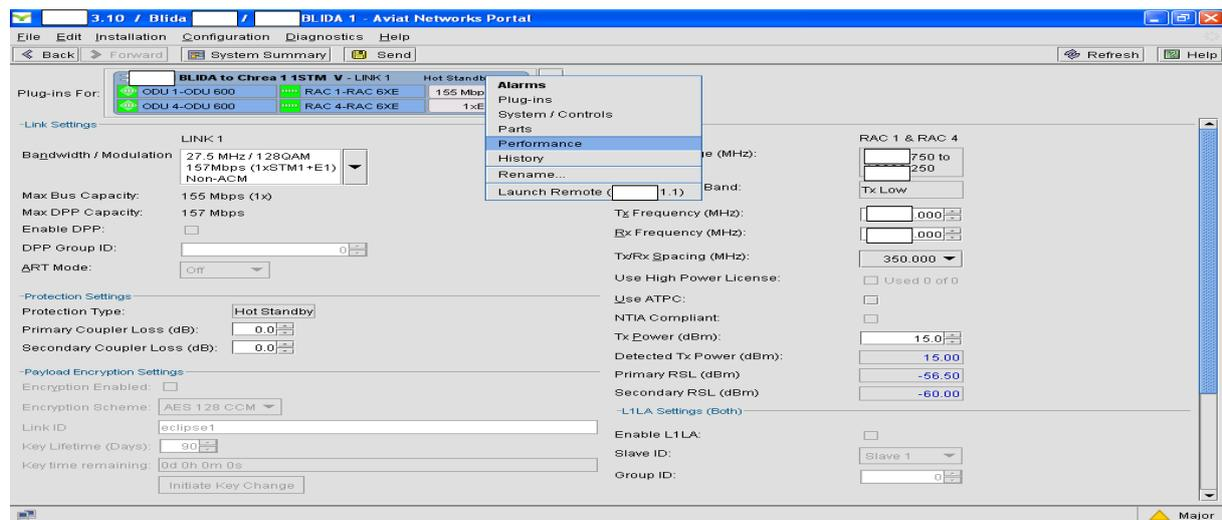 3.10 / Blida / BLIDA 1 - Aviat Networks Portal
File Edit Installation Configuration Diagnostics Help
Back Forward System Summary Send Refresh Help
Plug-ins For:
BLIDA to Chrea 1 1STM V - LINK 1 Hot Standb
ODU 1-ODU 600 RAC 1-RAC 6XE 155 Mbp
ODU 4-ODU 600 RAC 4-RAC 6XE 1xE
Alarms
Plug-ins
System / Controls
Parts
Performance
History
Rename...
Launch Remote ( 1.1)
Link Settings
LINK 1
Bandwidth / Modulation
27.5 MHz / 128QAM
157Mbps (1xSTM1+E1)
Non-ACM
Max Bus Capacity: 155 Mbps (1x)
Max DPP Capacity: 157 Mbps
Enable DPP:
DPP Group ID: 0
ART Mode: Off
Protection Settings
Protection Type: Hot Standby
Primary Coupler Loss (dB): 0.0
Secondary Coupler Loss (dB): 0.0
Payload Encryption Settings
Encryption Enabled:
Encryption Scheme: AES 128 CCM
Link ID eclipse1
Key Lifetime (Days): 90
Key time remaining: 0d 0h 0m 0s
Initiate Key Change
RAC 1 & RAC 4
(MHz): 750 to
250
Band: Tx Low
Tx Frequency (MHz): .000
Rx Frequency (MHz): .000
Tx/Rx Spacing (MHz): 350.000
Use High Power License: Used 0 of 0
Use ATPC:
NTIA Compliant:
Tx Power (dBm): 15.0
Detected Tx Power (dBm): 15.00
Primary RSL (dBm) -56.50
Secondary RSL (dBm) -60.00
L1LA Settings (Both)
Enable L1LA:
Slave ID: Slave 1
Group ID: 0
Major